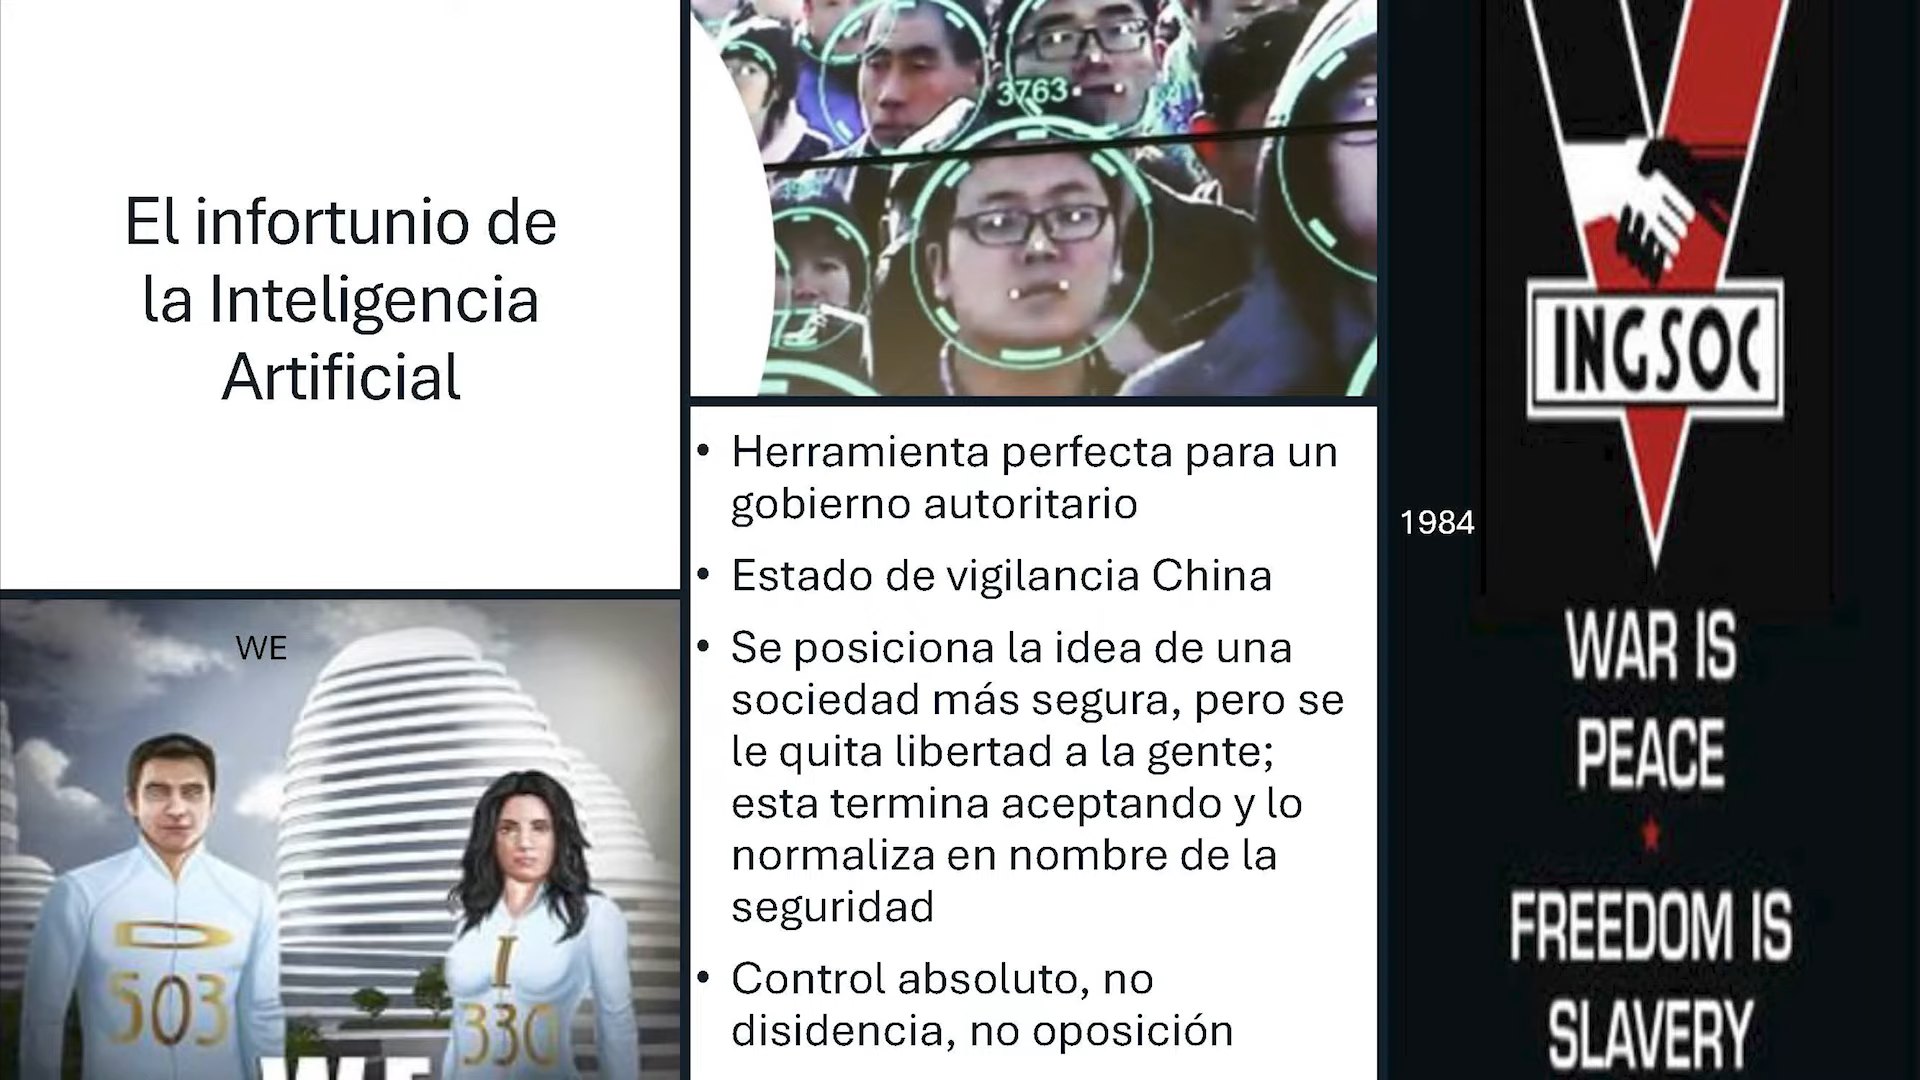 El infortunio de
la Inteligencia
Artificial
3763
77
• Herramienta perfecta para un
gobierno autoritario
• Estado de vigilancia China
• Se posiciona la idea de una
sociedad más segura, pero se
le quita libertad a la gente;
esta termina aceptando y lo
normaliza en nombre de la
seguridad
• Control absoluto, no
disidencia, no oposición
WE
D
503
I
330
WE
1984
INGSOC
WAR IS
PEACE
FREEDOM IS
SLAVERY